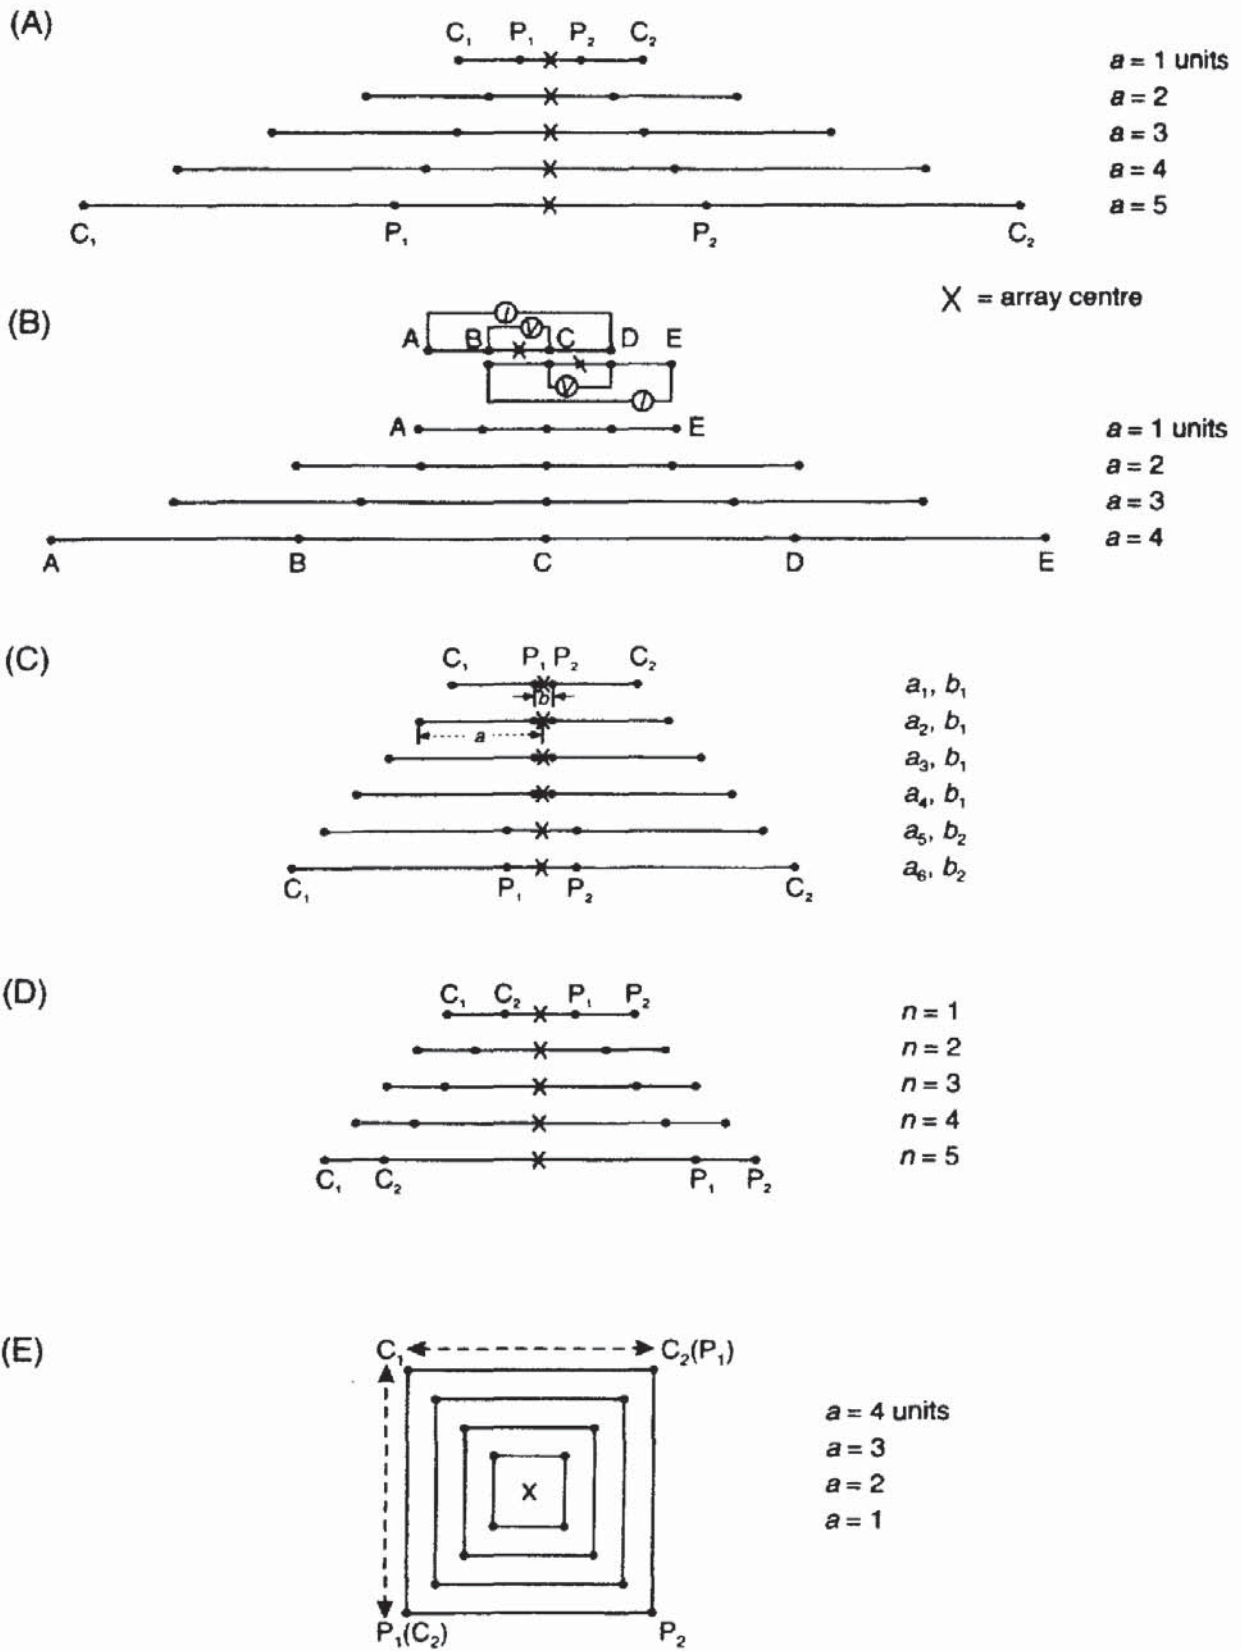 (A)
C₁ P₁ P₂ C₂
a = 1 units
a = 2
a = 3
a = 4
a = 5
C₁ P₁ P₂ C₂
X = array centre
(B)
I
V
A B C D E
V
I
A E a = 1 units
a = 2
a = 3
a = 4
A B C D E
(C)
C₁ P₁ P₂ C₂
a₁, b₁
b
a₂, b₁
a
a₃, b₁
a₄, b₁
a₅, b₂
a₆, b₂
C₁ P₁ P₂ C₂
(D)
C₁ C₂ P₁ P₂
n = 1
n = 2
n = 3
n = 4
n = 5
C₁ C₂ P₁ P₂
(E)
C₁ C₂(P₁)
a = 4 units
a = 3
a = 2
X
a = 1
P₁(C₂) P₂